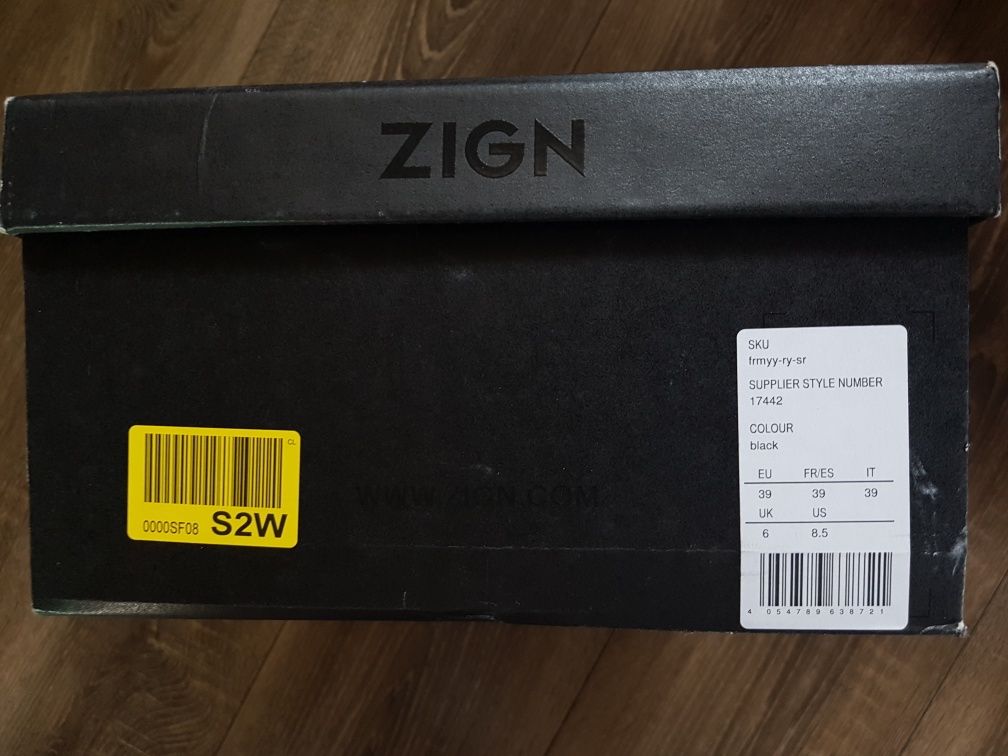 ZIGN
SKU
frmyy-ry-sr
SUPPLIER STYLE NUMBER
17442
COLOUR
black
EU FR/ES IT
39 39 39
UK US
6 8.5
4 054789 638721
CL
0000SF08 S2W
WWW.ZIGN.COM